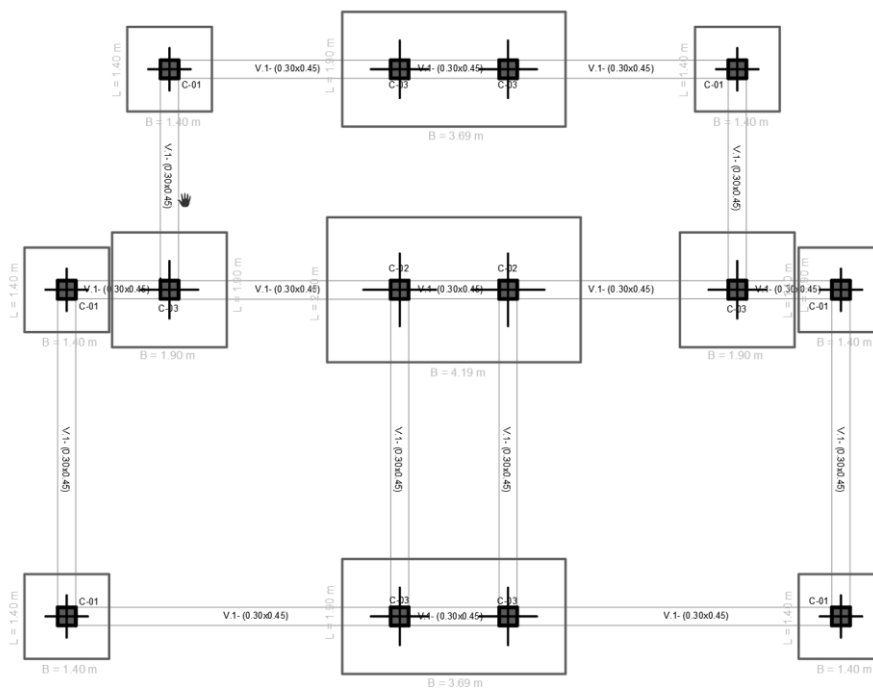 L = 1.40 m
C-01
B = 1.40 m
V.1- (0.30x0.45)
L = 1.90 m
C-03
V.1- (0.30x0.45)
C-03
B = 3.69 m
V.1- (0.30x0.45)
L = 1.40 m
C-01
B = 1.40 m
V.1- (0.30x0.45)
V.1- (0.30x0.45)
L = 1.40 m
C-01
B = 1.40 m
V.1- (0.30x0.45)
C-03
B = 1.90 m
L = 1.90 m
V.1- (0.30x0.45)
C-02
V.1- (0.30x0.45)
C-02
B = 4.19 m
V.1- (0.30x0.45)
C-03
B = 1.90 m
V.1- (0.30x0.45)
C-01
B = 1.40 m
V.1- (0.30x0.45)
V.1- (0.30x0.45)
V.1- (0.30x0.45)
V.1- (0.30x0.45)
L = 1.40 m
C-01
B = 1.40 m
V.1- (0.30x0.45)
L = 1.90 m
C-03
V.1- (0.30x0.45)
C-03
B = 3.69 m
V.1- (0.30x0.45)
L = 1.40 m
C-01
B = 1.40 m